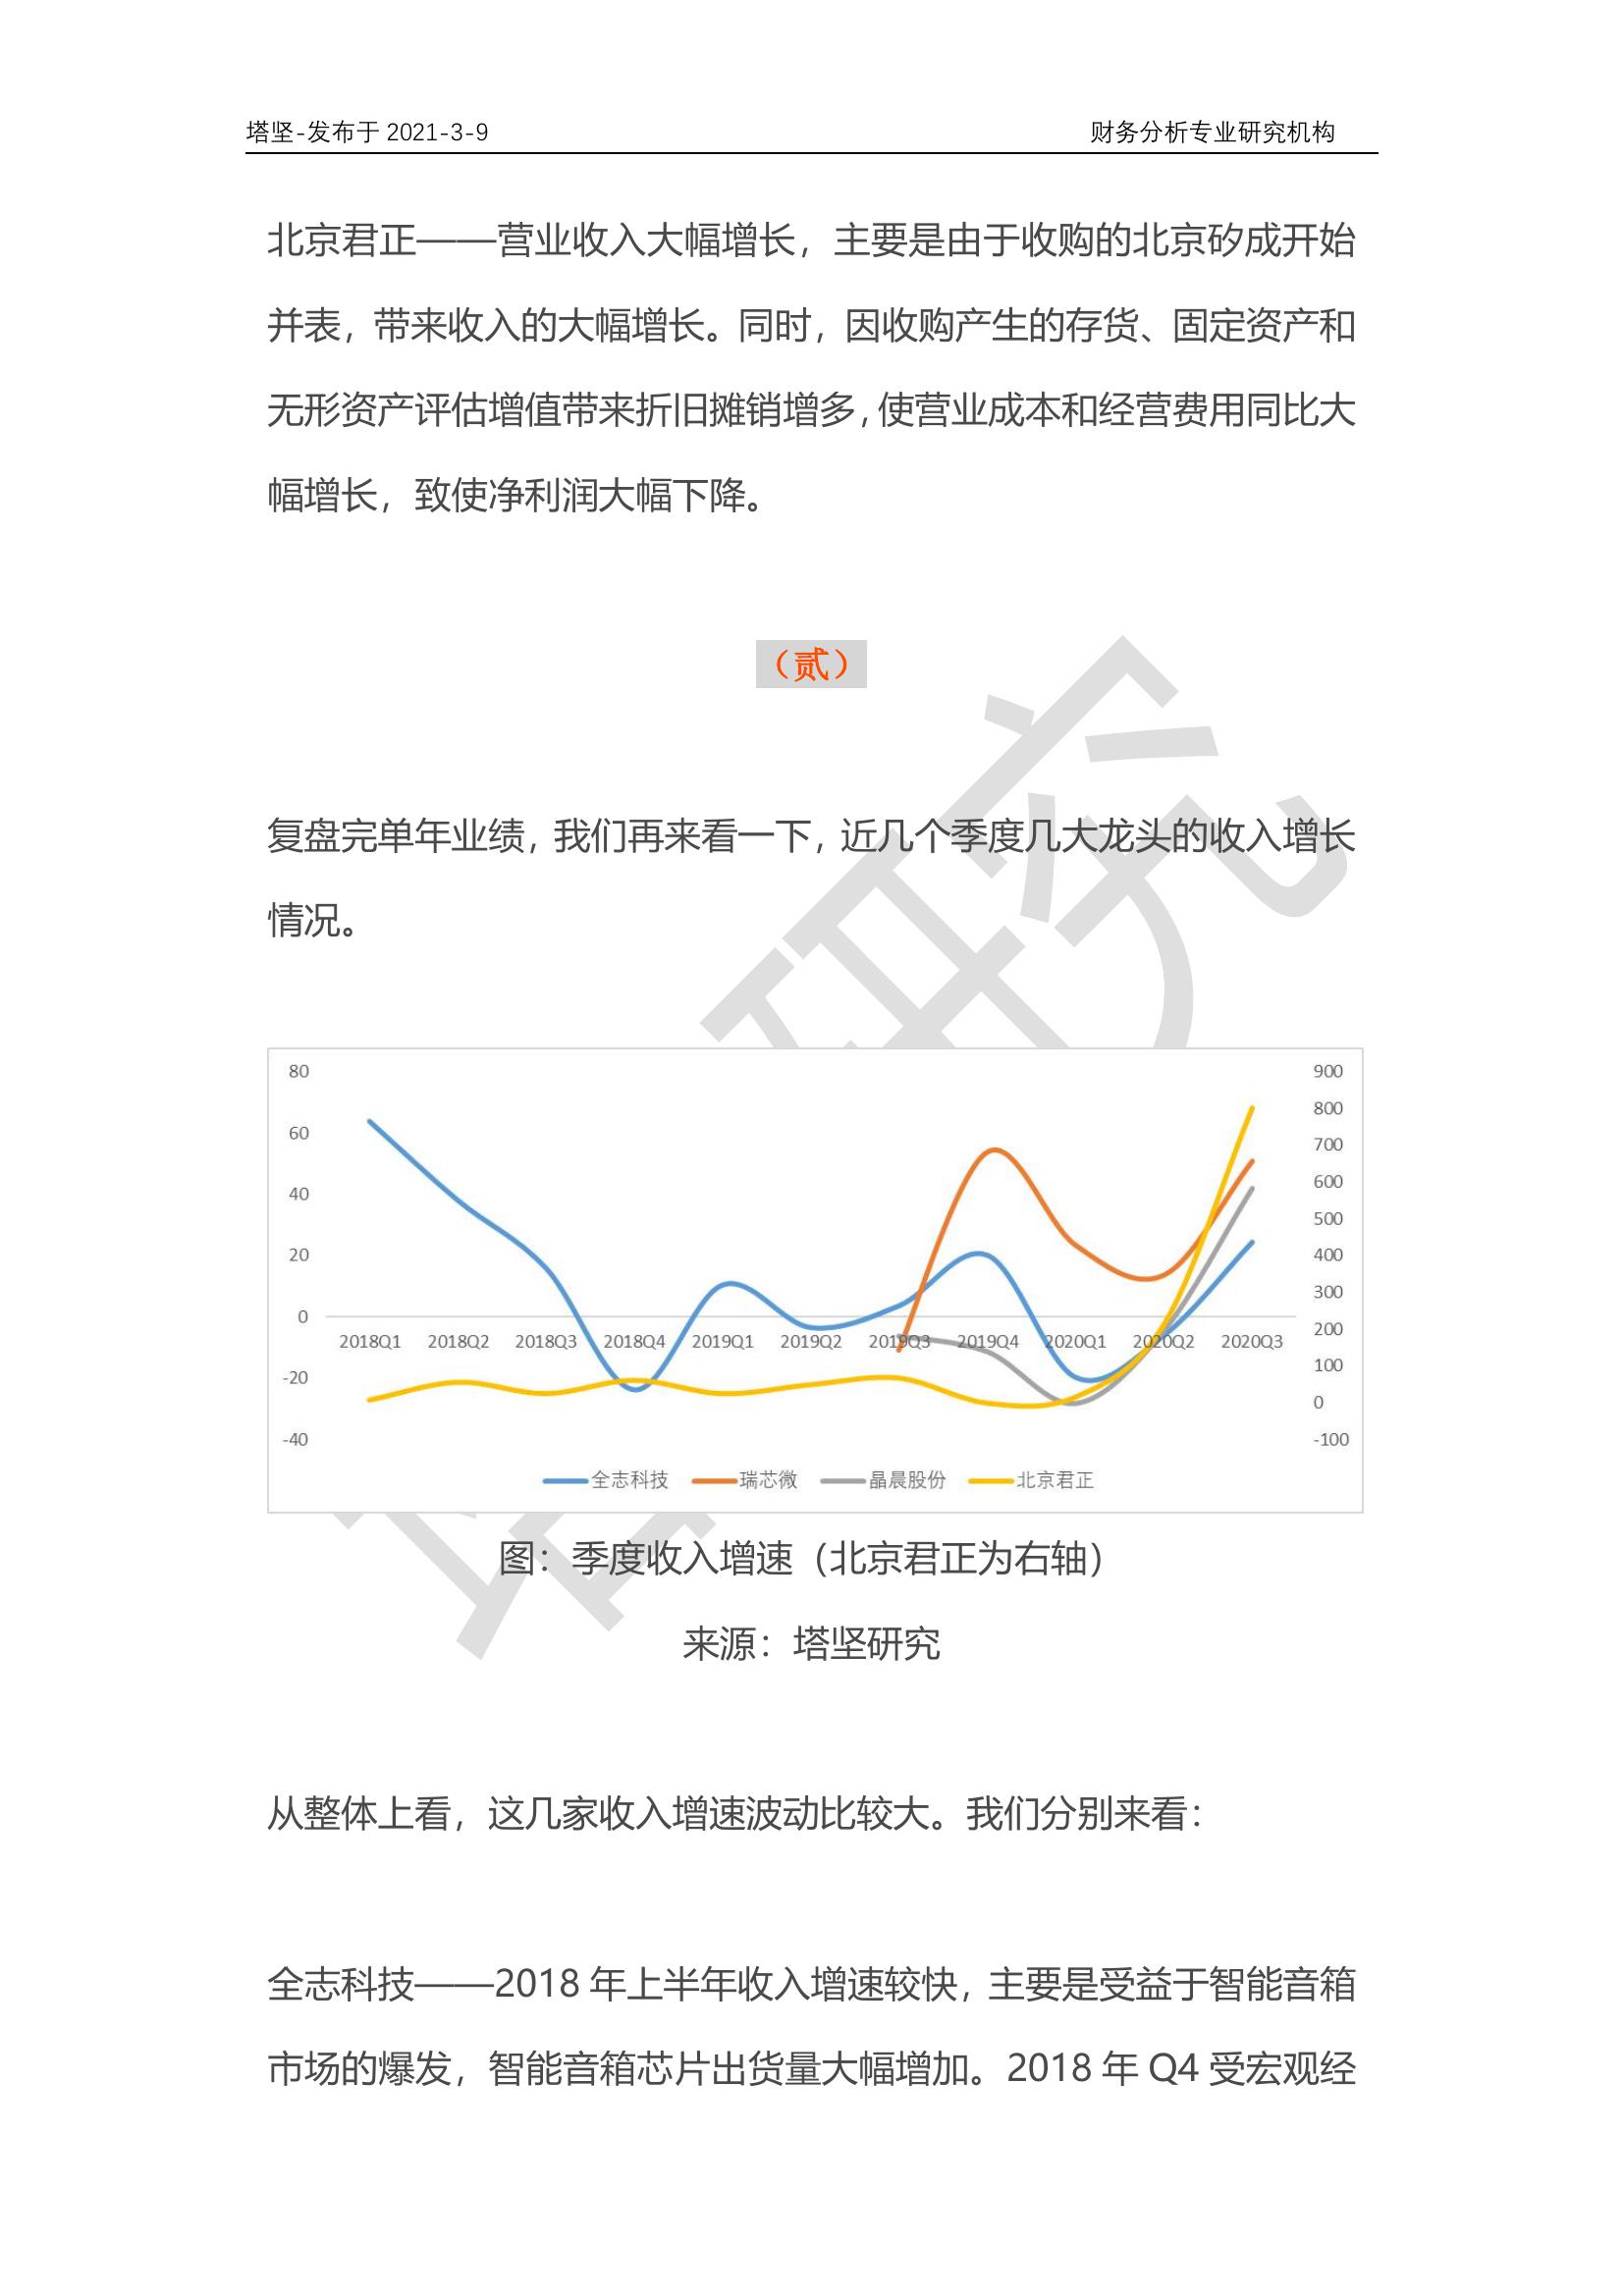 塔坚-发布于 2021-3-9 财务分析专业研究机构
北京君正——营业收入大幅增长，主要是由于收购的北京矽成开始
并表，带来收入的大幅增长。同时，因收购产生的存货、固定资产和
无形资产评估增值带来折旧摊销增多，使营业成本和经营费用同比大
幅增长，致使净利润大幅下降。
（贰）
复盘完单年业绩，我们再来看一下，近几个季度几大龙头的收入增长
情况。
80 900
800
60 700
40 600
500
20 400
300
0 200
2018Q1 2018Q2 2018Q3 2018Q4 2019Q1 2019Q2 2019Q3 2019Q4 2020Q1 2020Q2 2020Q3
-20 100
0
-40 -100
全志科技 瑞芯微 晶晨股份 北京君正
图：季度收入增速（北京君正为右轴）
来源：塔坚研究
从整体上看，这几家收入增速波动比较大。我们分别来看：
全志科技——2018 年上半年收入增速较快，主要是受益于智能音箱
市场的爆发，智能音箱芯片出货量大幅增加。2018 年 Q4 受宏观经
研究